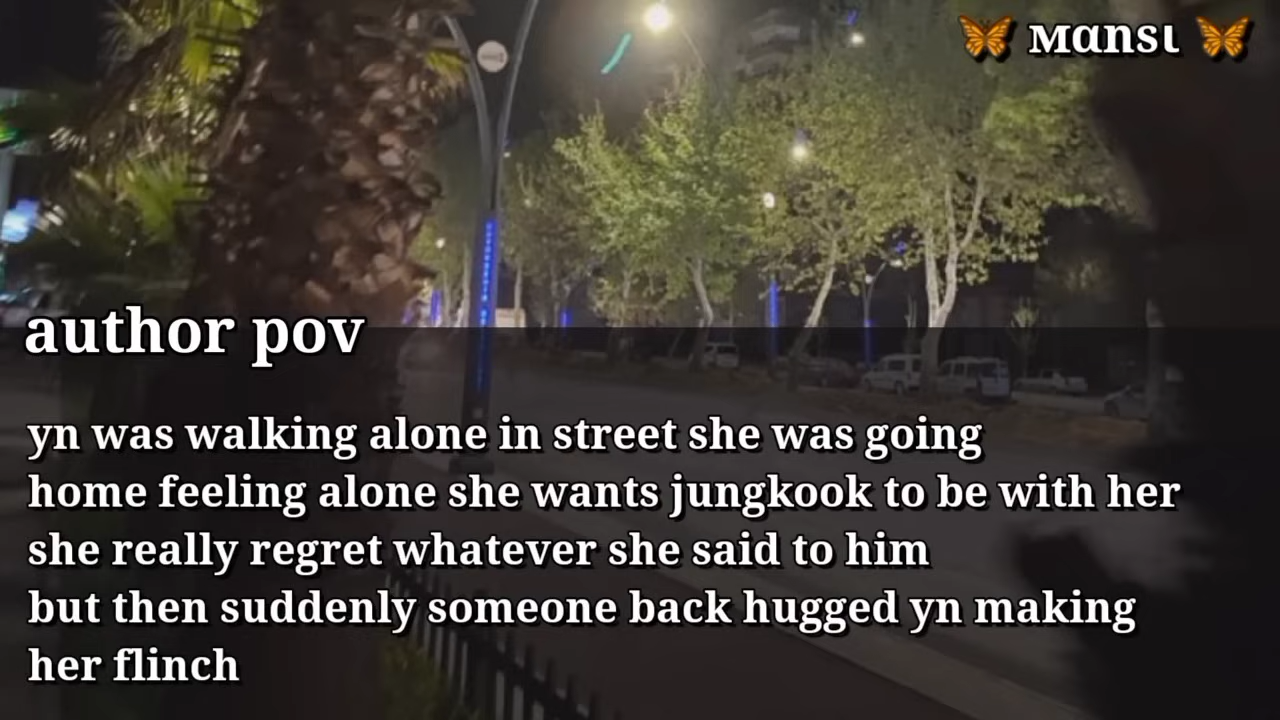 🦋 мαnsι 🦋
author pov
yn was walking alone in street she was going
home feeling alone she wants jungkook to be with her
she really regret whatever she said to him
but then suddenly someone back hugged yn making
her flinch